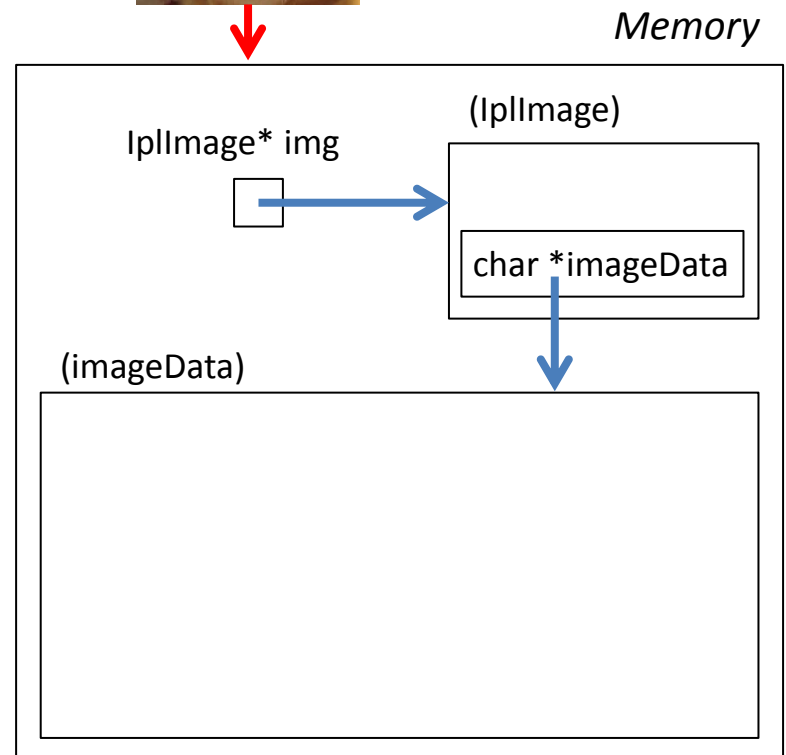 Memory
(IplImage)
IplImage* img
char *imageData
(imageData)